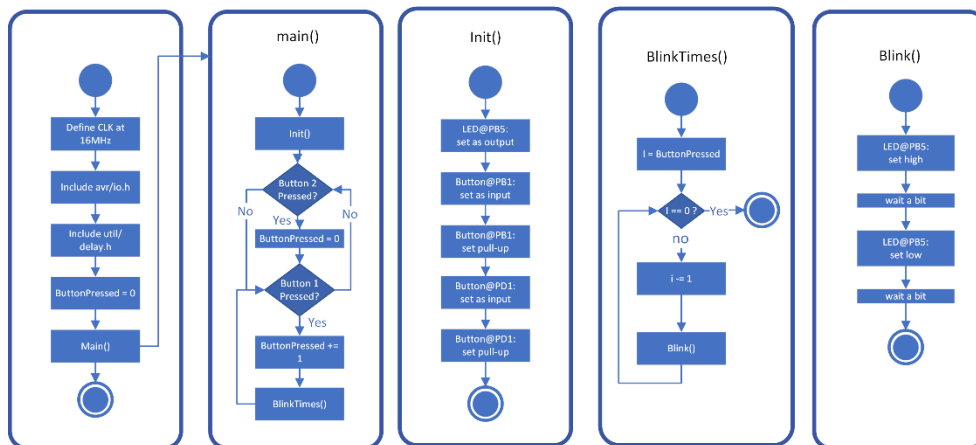 Define CLK at
16MHz
Include avr/io.h
Include util/
delay.h
ButtonPressed = 0
Main()
main()
Init()
Button 2
Pressed?
No
No
Yes
ButtonPressed = 0
Button 1
Pressed?
Yes
ButtonPressed +=
1
BlinkTimes()
Init()
LED@PB5:
set as output
Button@PB1:
set as input
Button@PB1:
set pull-up
Button@PD1:
set as input
Button@PD1:
set pull-up
BlinkTimes()
I = ButtonPressed
I == 0 ?
Yes
no
i -= 1
Blink()
Blink()
LED@PB5:
set high
wait a bit
LED@PB5:
set low
wait a bit